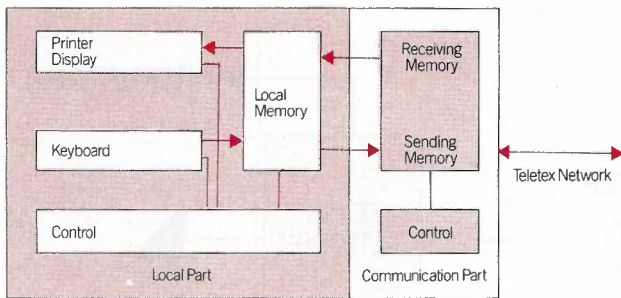 Printer
Display
Keyboard
Control
Local
Memory
Receiving
Memory
Sending
Memory
Control
Teletex Network
Local Part
Communication Part